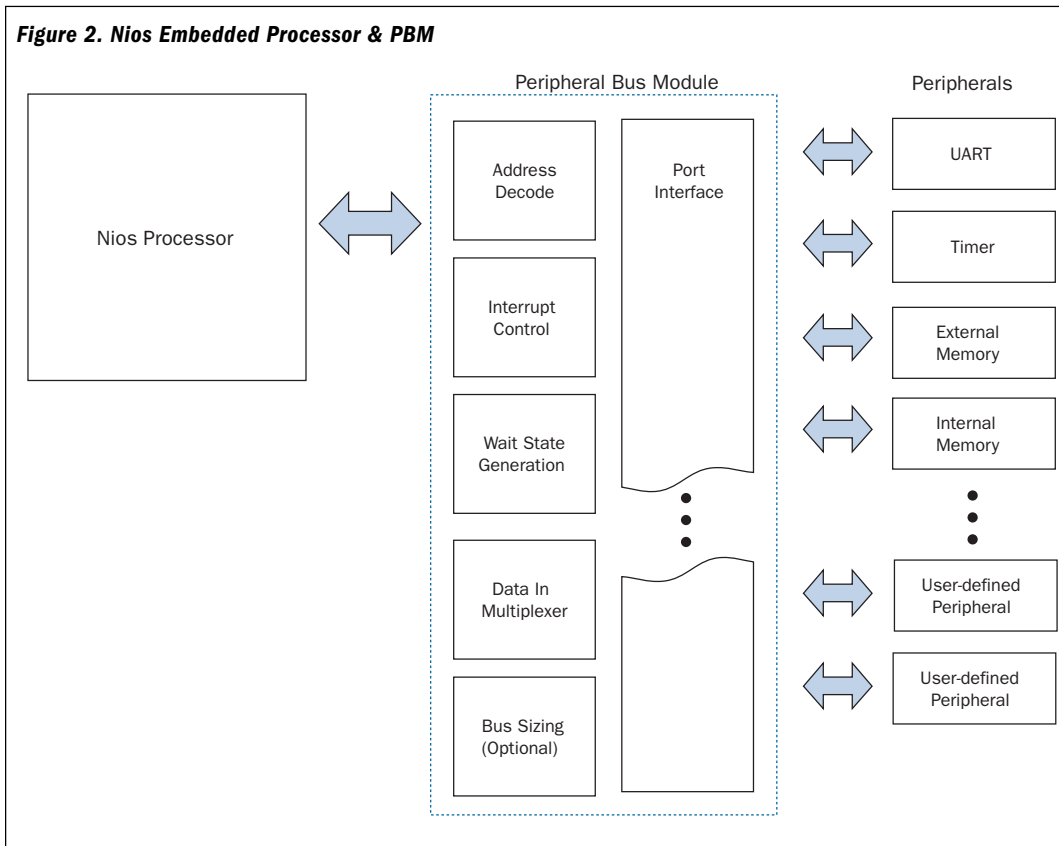 Figure 2. Nios Embedded Processor & PBM
Peripheral Bus Module
Peripherals
Nios Processor
Address
Decode
Interrupt
Control
Wait State
Generation
Data In
Multiplexer
Bus Sizing
(Optional)
Port
Interface
UART
Timer
External
Memory
Internal
Memory
User-defined
Peripheral
User-defined
Peripheral